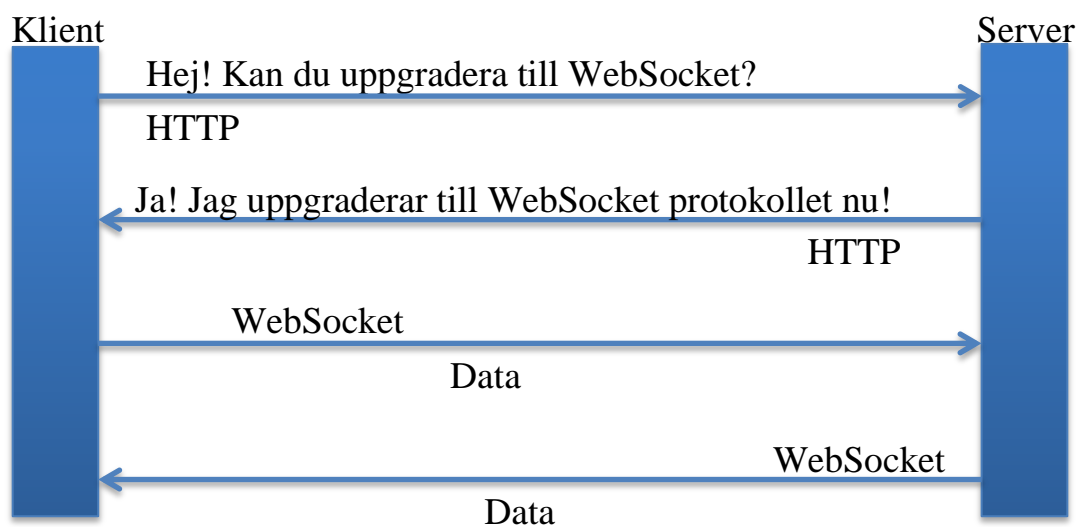 Klient
Server
Hej! Kan du uppgradera till WebSocket?
HTTP
Ja! Jag uppgraderar till WebSocket protokollet nu!
HTTP
WebSocket
Data
WebSocket
Data